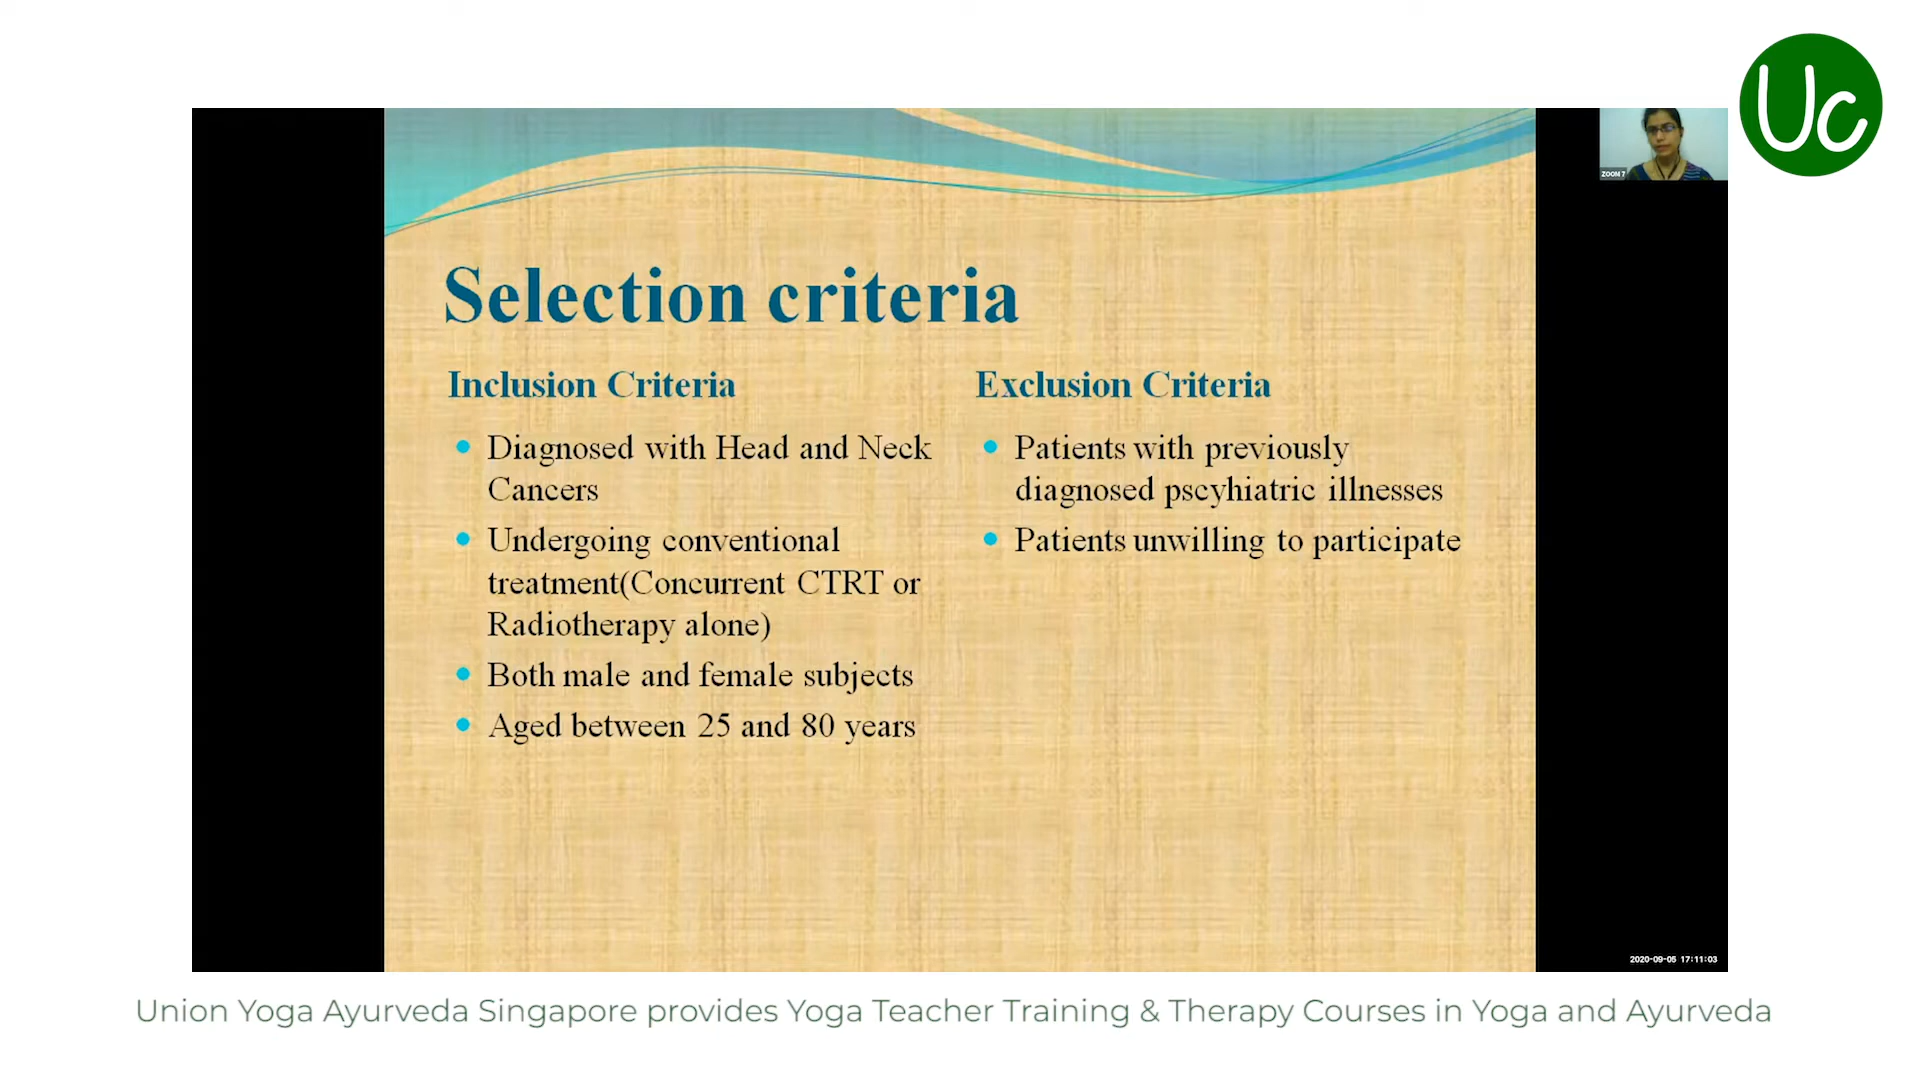 Uc
ZOON 7
Selection criteria
Inclusion Criteria
Diagnosed with Head and Neck
Cancers
Undergoing conventional
treatment(Concurrent CTRT or
Radiotherapy alone)
Both male and female subjects
Aged between 25 and 80 years
Exclusion Criteria
Patients with previously
diagnosed pscyhiatric illnesses
Patients unwilling to participate
2020-09-05 17:11:03
Union Yoga Ayurveda Singapore provides Yoga Teacher Training & Therapy Courses in Yoga and Ayurveda